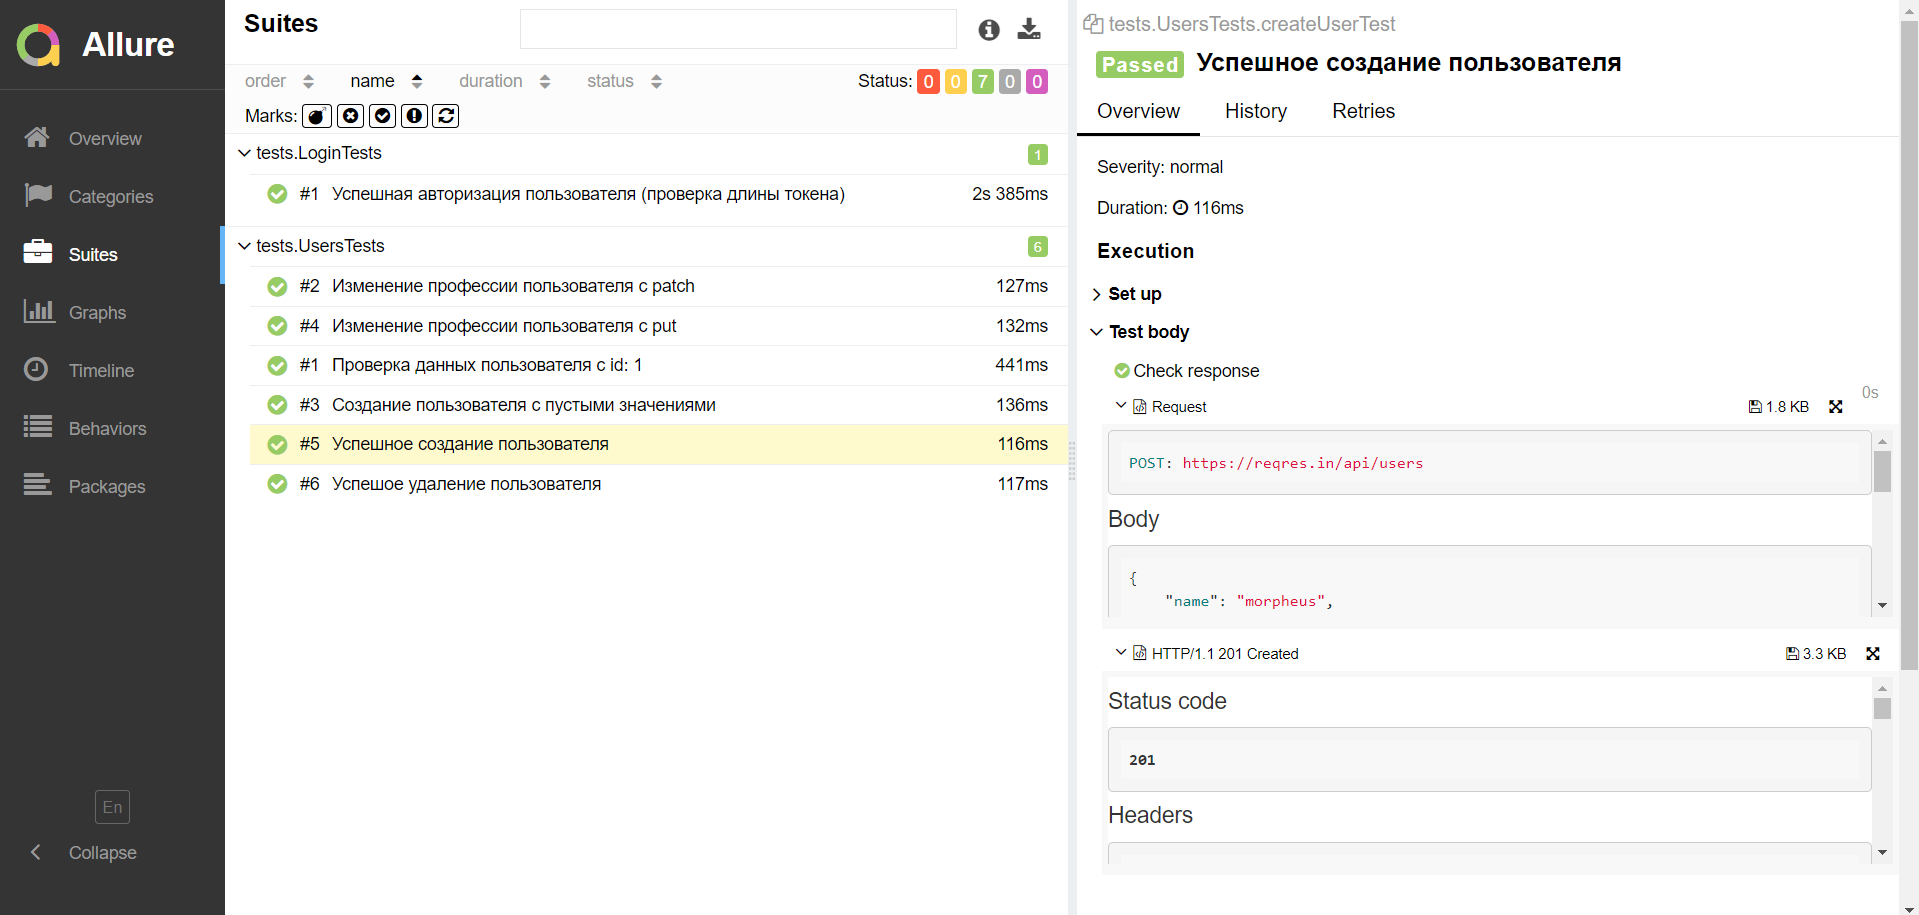 Allure
Overview
Categories
Suites
Graphs
Timeline
Behaviors
Packages
En
Collapse
Suites
order name duration status Status: 0 0 7 0 0
Marks:
tests.LoginTests 1
#1 Успешная авторизация пользователя (проверка длины токена) 2s 385ms
tests.UsersTests 6
#2 Изменение профессии пользователя с patch 127ms
#4 Изменение профессии пользователя с put 132ms
#1 Проверка данных пользователя с id: 1 441ms
#3 Создание пользователя с пустыми значениями 136ms
#5 Успешное создание пользователя 116ms
#6 Успешое удаление пользователя 117ms
tests.UsersTests.createUserTest
Passed Успешное создание пользователя
Overview History Retries
Severity: normal
Duration: 116ms
Execution
Set up
Test body
Check response
0s
Request 1.8 KB
POST: https://reqres.in/api/users
Body
{
"name": "morpheus",
HTTP/1.1 201 Created 3.3 KB
Status code
201
Headers